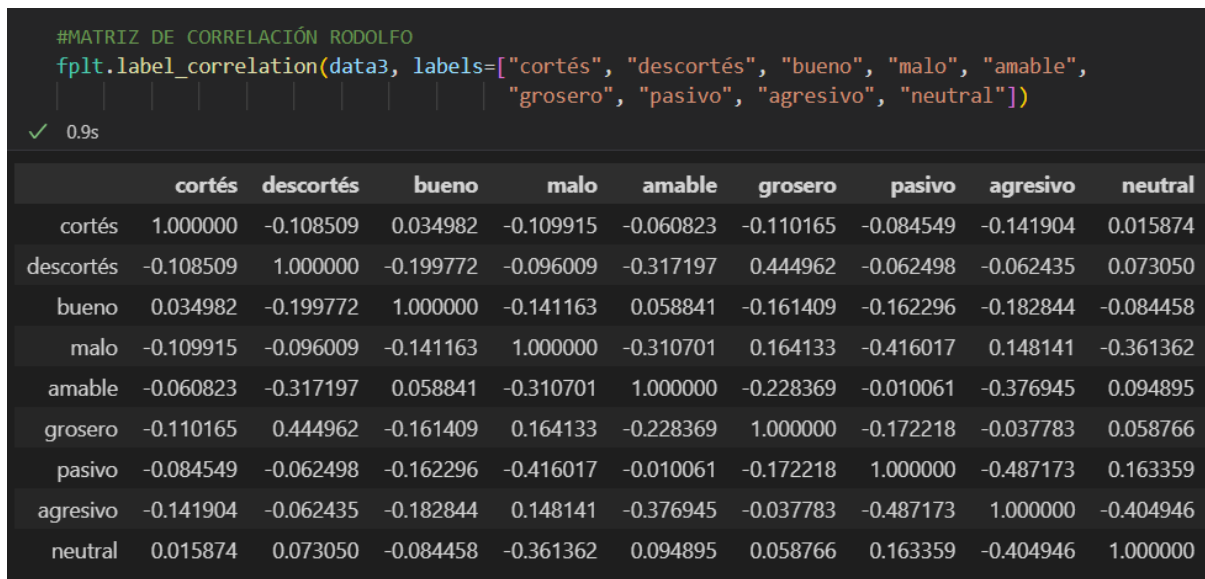 #MATRIZ DE CORRELACIÓN RODOLFO
fplt.label_correlation(data3, labels=["cortés", "descortés", "bueno", "malo", "amable",
"grosero", "pasivo", "agresivo", "neutral"])
✓ 0.9s
cortés descortés bueno malo amable grosero pasivo agresivo neutral
cortés 1.000000 -0.108509 0.034982 -0.109915 -0.060823 -0.110165 -0.084549 -0.141904 0.015874
descortés -0.108509 1.000000 -0.199772 -0.096009 -0.317197 0.444962 -0.062498 -0.062435 0.073050
bueno 0.034982 -0.199772 1.000000 -0.141163 0.058841 -0.161409 -0.162296 -0.182844 -0.084458
malo -0.109915 -0.096009 -0.141163 1.000000 -0.310701 0.164133 -0.416017 0.148141 -0.361362
amable -0.060823 -0.317197 0.058841 -0.310701 1.000000 -0.228369 -0.010061 -0.376945 0.094895
grosero -0.110165 0.444962 -0.161409 0.164133 -0.228369 1.000000 -0.172218 -0.037783 0.058766
pasivo -0.084549 -0.062498 -0.162296 -0.416017 -0.010061 -0.172218 1.000000 -0.487173 0.163359
agresivo -0.141904 -0.062435 -0.182844 0.148141 -0.376945 -0.037783 -0.487173 1.000000 -0.404946
neutral 0.015874 0.073050 -0.084458 -0.361362 0.094895 0.058766 0.163359 -0.404946 1.000000